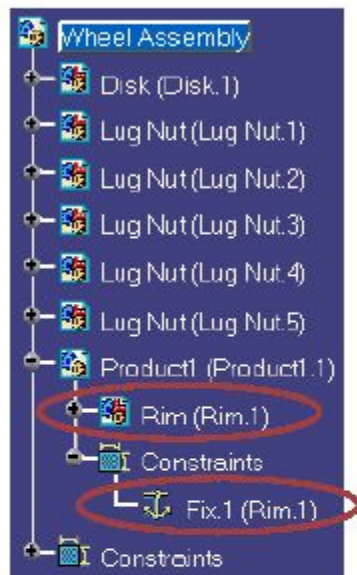 Wheel Assembly
Disk (Disk.1)
Lug Nut (Lug Nut.1)
Lug Nut (Lug Nut.2)
Lug Nut (Lug Nut.3)
Lug Nut (Lug Nut.4)
Lug Nut (Lug Nut.5)
Product1 (Product1.1)
Rim (Rim.1)
Constraints
Fix.1 (Rim.1)
Constraints